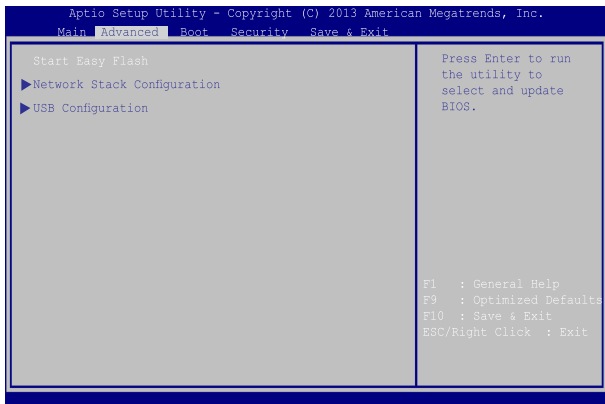 Aptio Setup Utility - Copyright (C) 2013 American Megatrends, Inc.
Main Advanced Boot Security Save & Exit
Start Easy Flash
Network Stack Configuration
USB Configuration
Press Enter to run
the utility to
select and update
BIOS.
F1 : General Help
F9 : Optimized Defaults
F10 : Save & Exit
ESC/Right Click : Exit